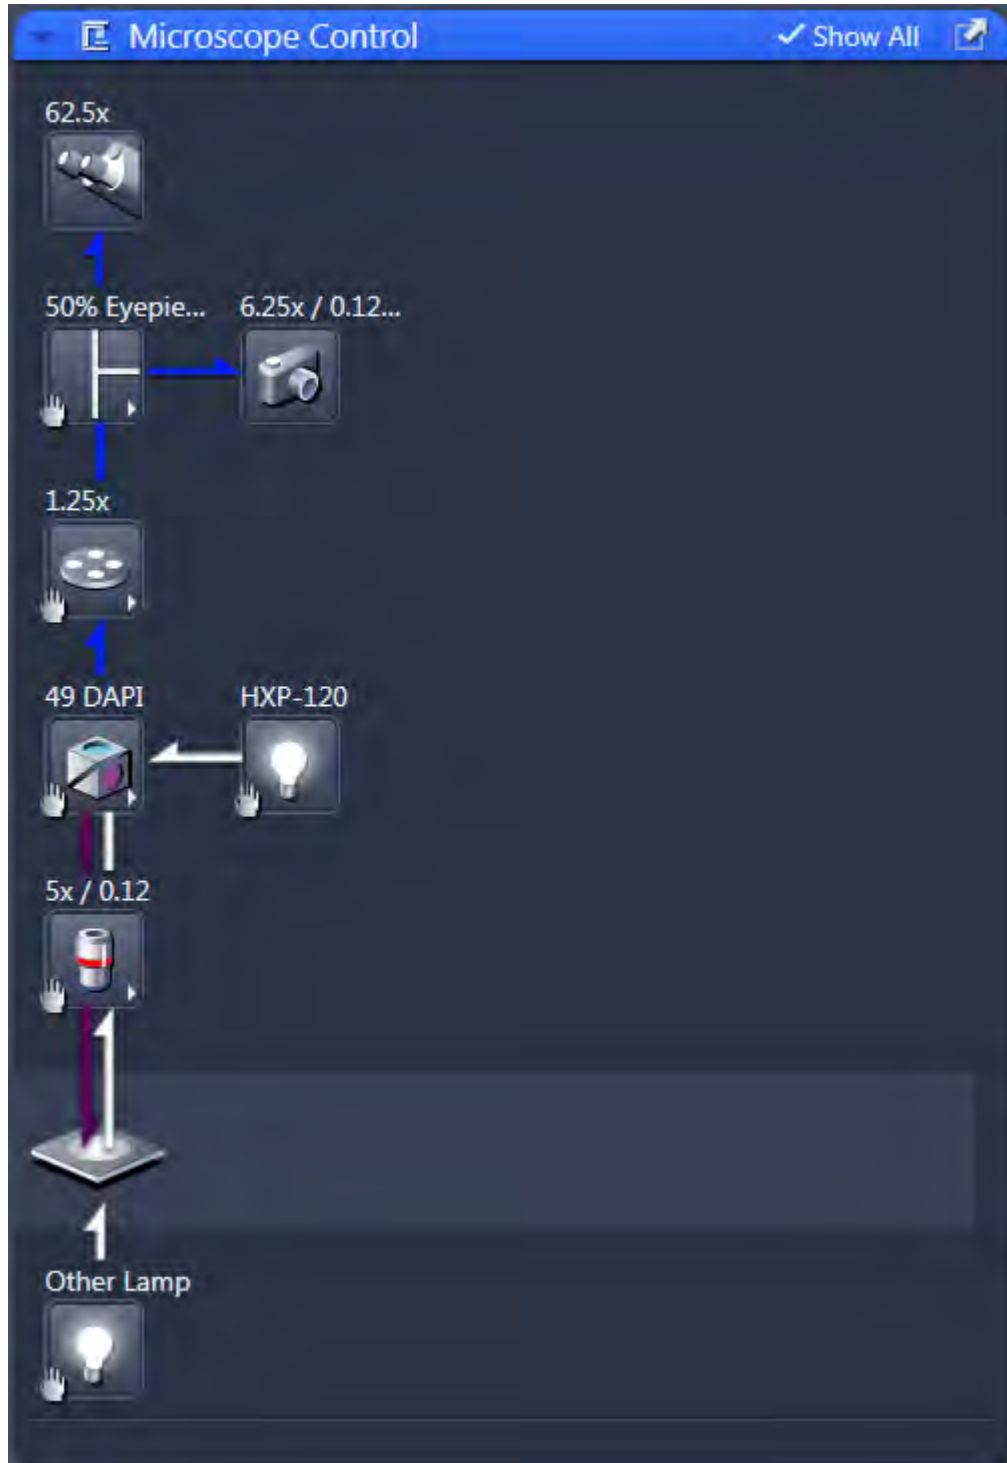 Microscope Control Show All
62.5x
50% Eyepie... 6.25x / 0.12...
1.25x
49 DAPI HXP-120
5x / 0.12
Other Lamp